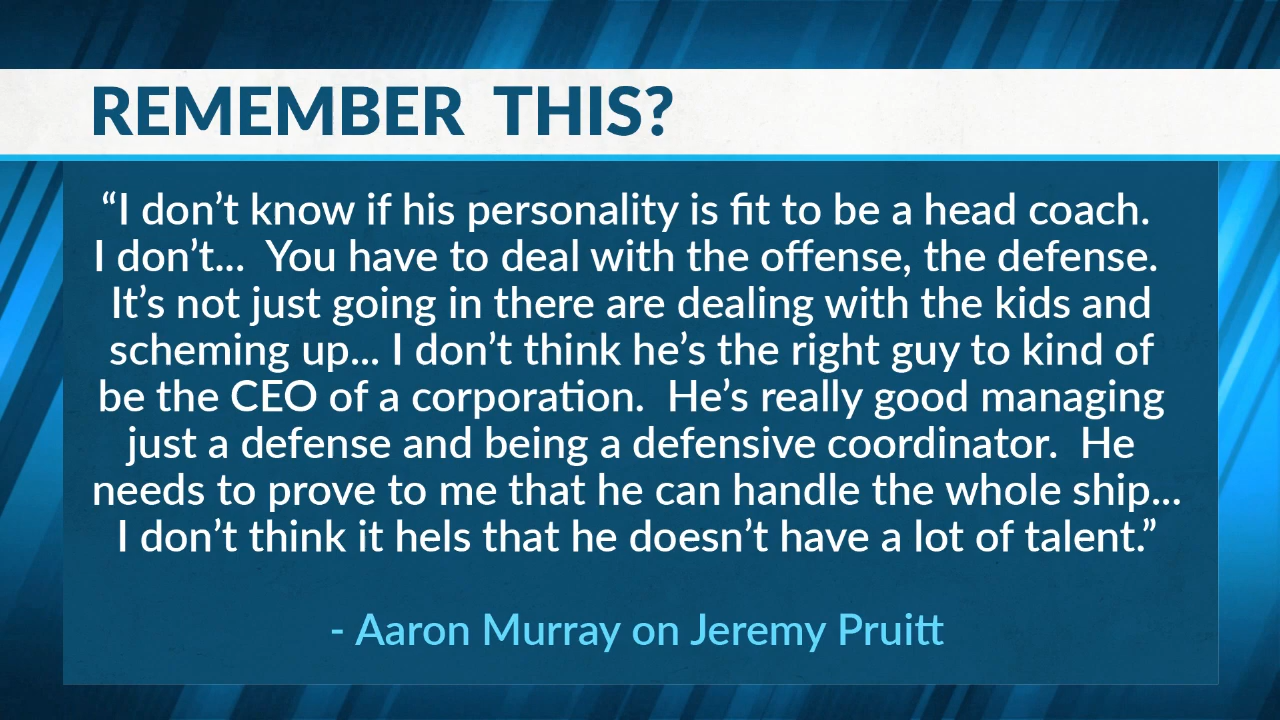 REMEMBER THIS?
“I don’t know if his personality is fit to be a head coach.
I don’t... You have to deal with the offense, the defense.
It’s not just going in there are dealing with the kids and
scheming up... I don’t think he’s the right guy to kind of
be the CEO of a corporation. He’s really good managing
just a defense and being a defensive coordinator. He
needs to prove to me that he can handle the whole ship...
I don’t think it hels that he doesn’t have a lot of talent.”
- Aaron Murray on Jeremy Pruitt